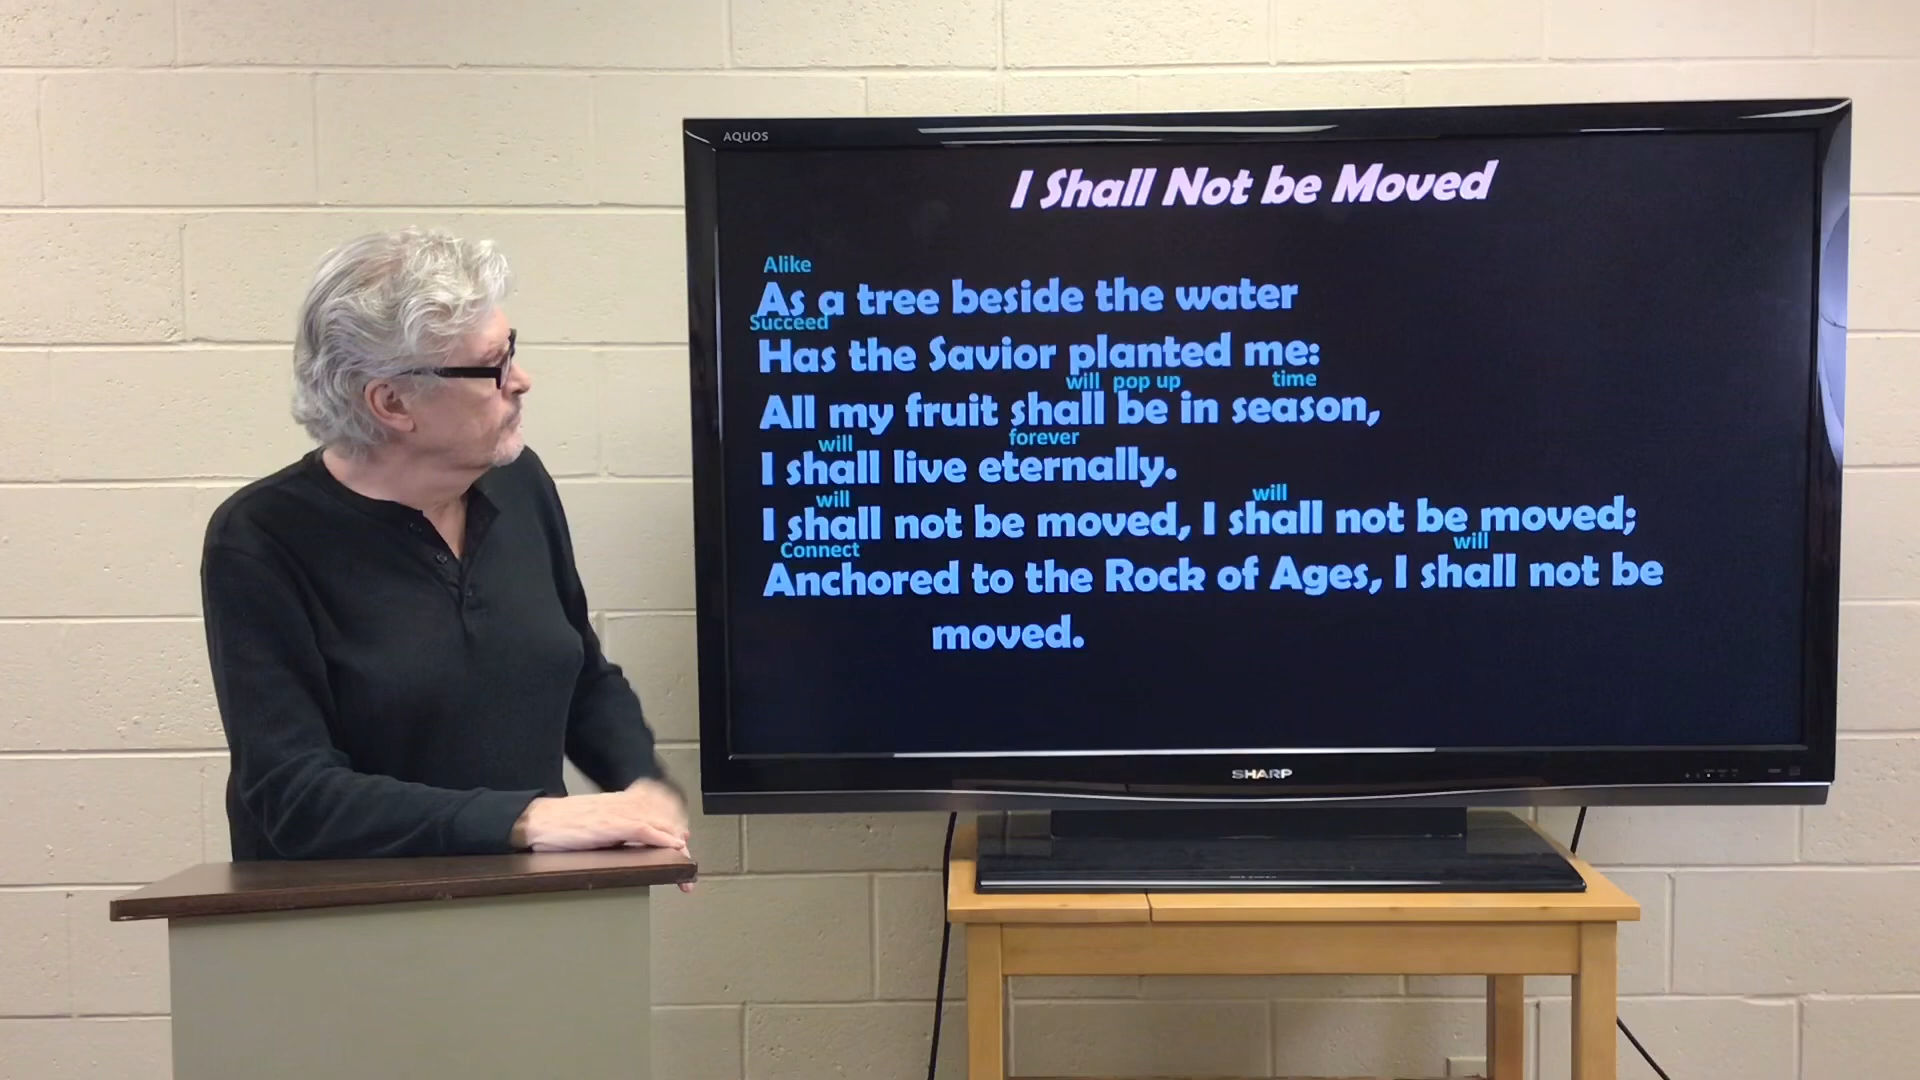 AQUOS
I Shall Not be Moved
Alike
As a tree beside the water
Succeed
Has the Savior planted me:
will pop up time
All my fruit shall be in season,
will forever
I shall live eternally.
will will
I shall not be moved, I shall not be moved;
Connect will
Anchored to the Rock of Ages, I shall not be
moved.
SHARP